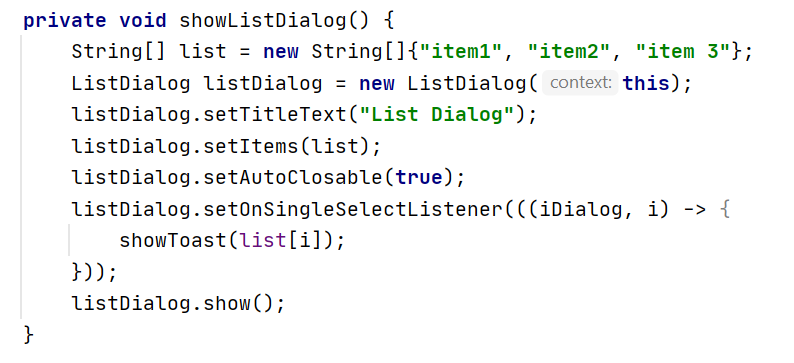 private void showListDialog() {
    String[] list = new String[]{"item1", "item2", "item 3"};
    ListDialog listDialog = new ListDialog( context: this);
    listDialog.setTitleText("List Dialog");
    listDialog.setItems(list);
    listDialog.setAutoClosable(true);
    listDialog.setOnSingleSelectListener(((iDialog, i) -> {
        showToast(list[i]);
    }));
    listDialog.show();
}